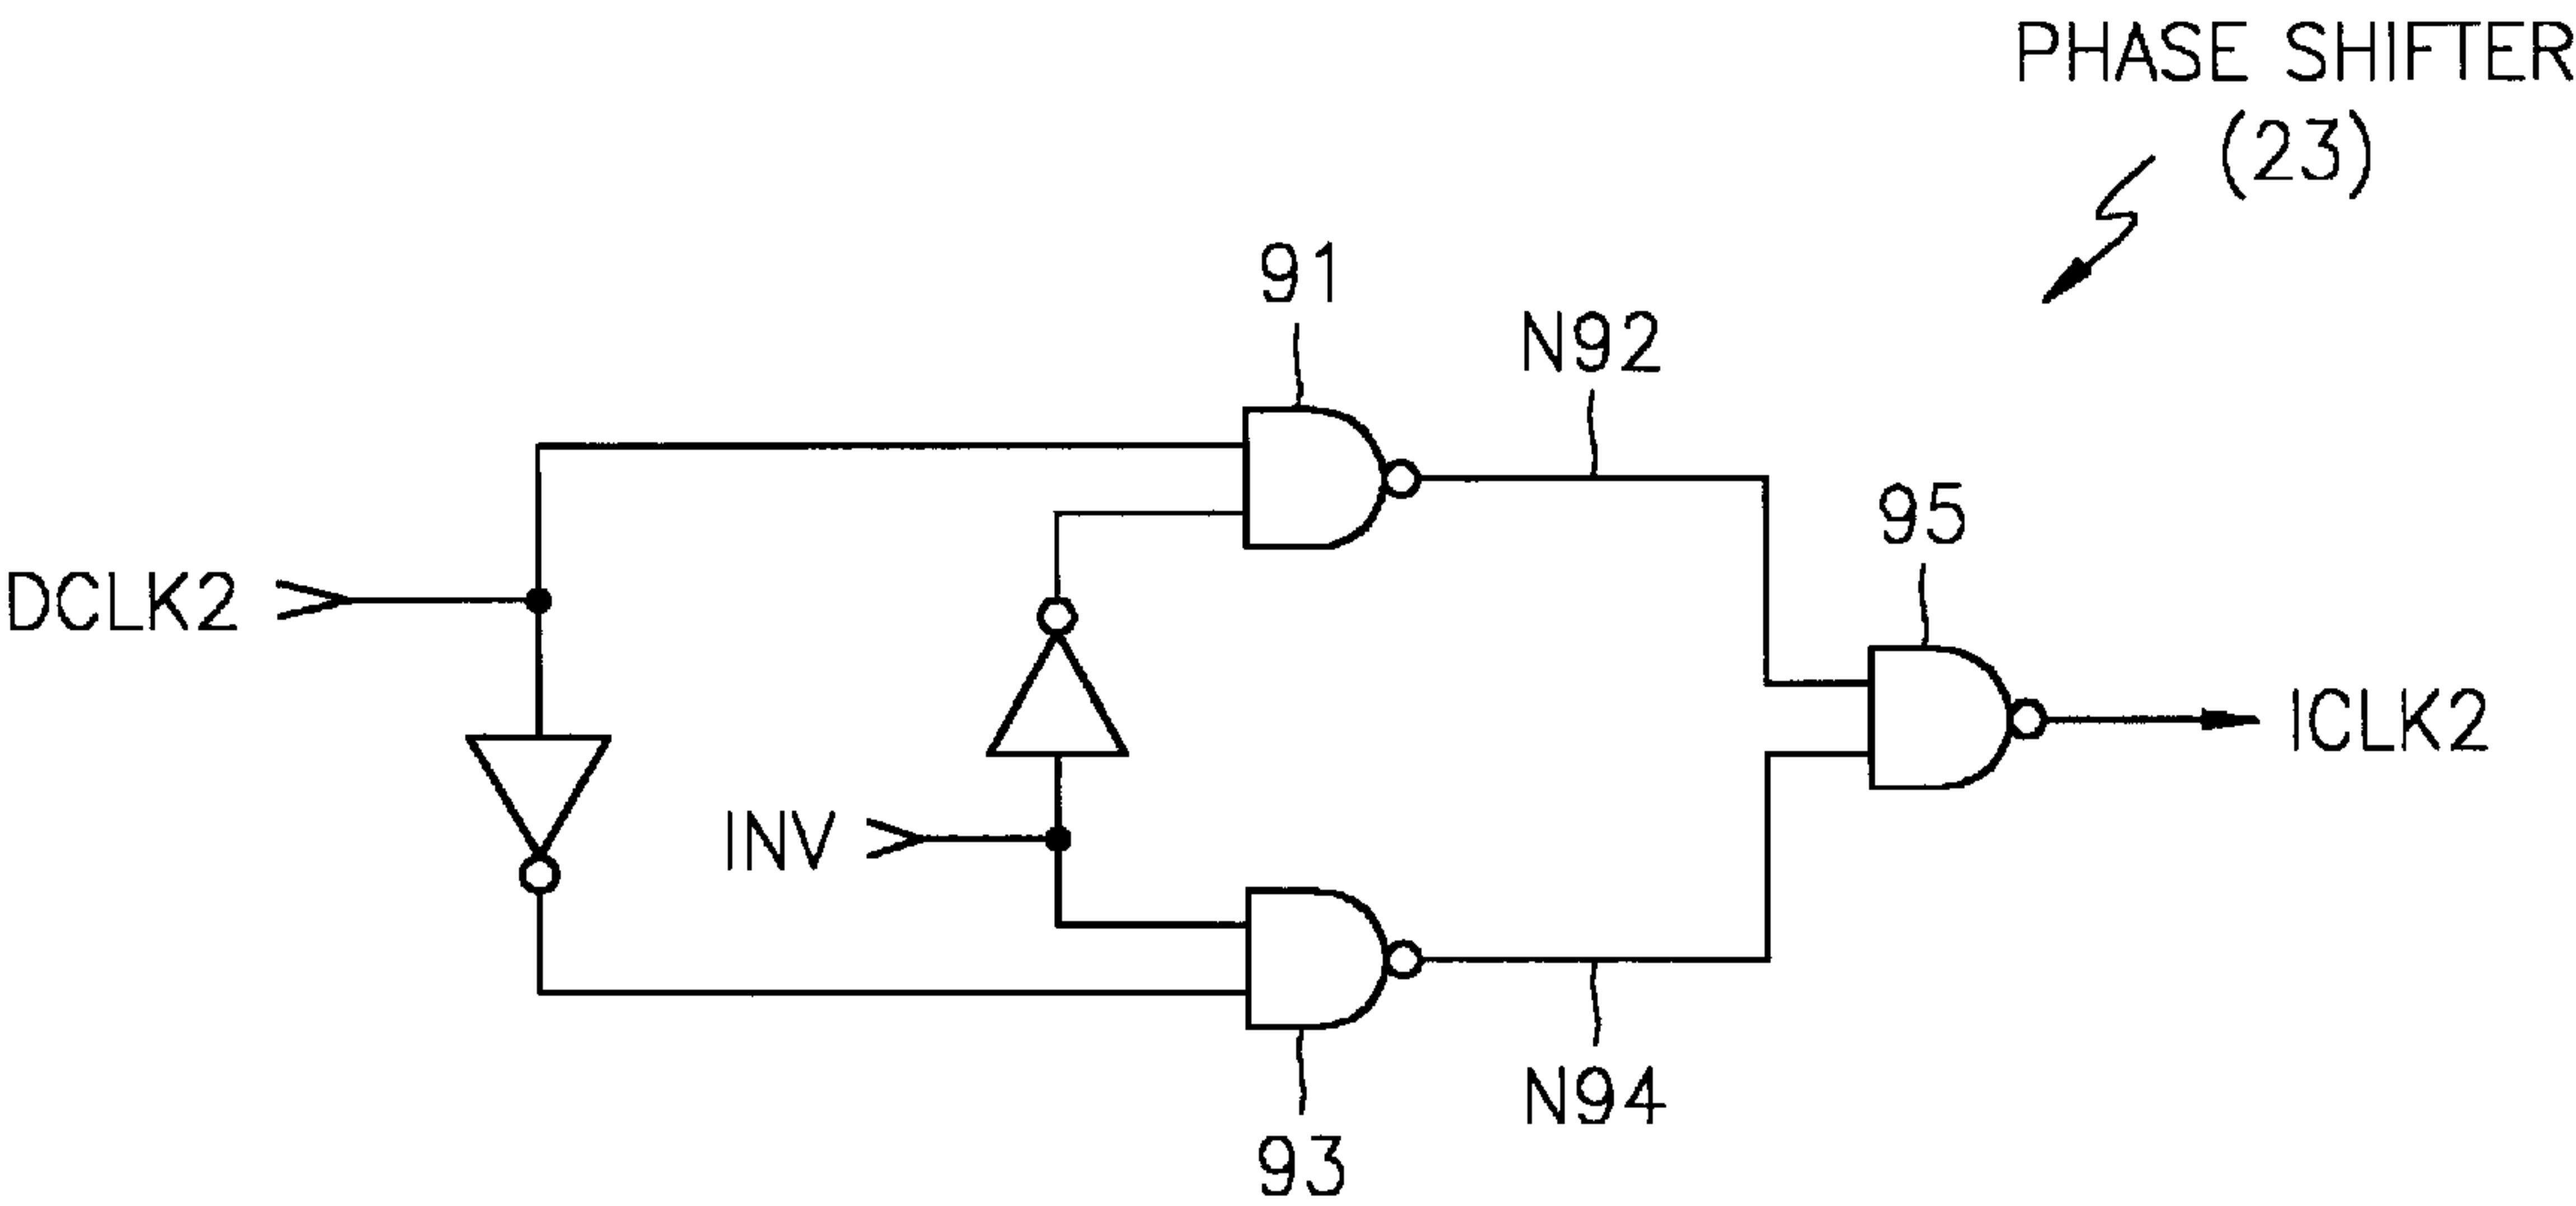 PHASE SHIFTER
(23)
91
N92
95
DCLK2
ICLK2
INV
N94
93